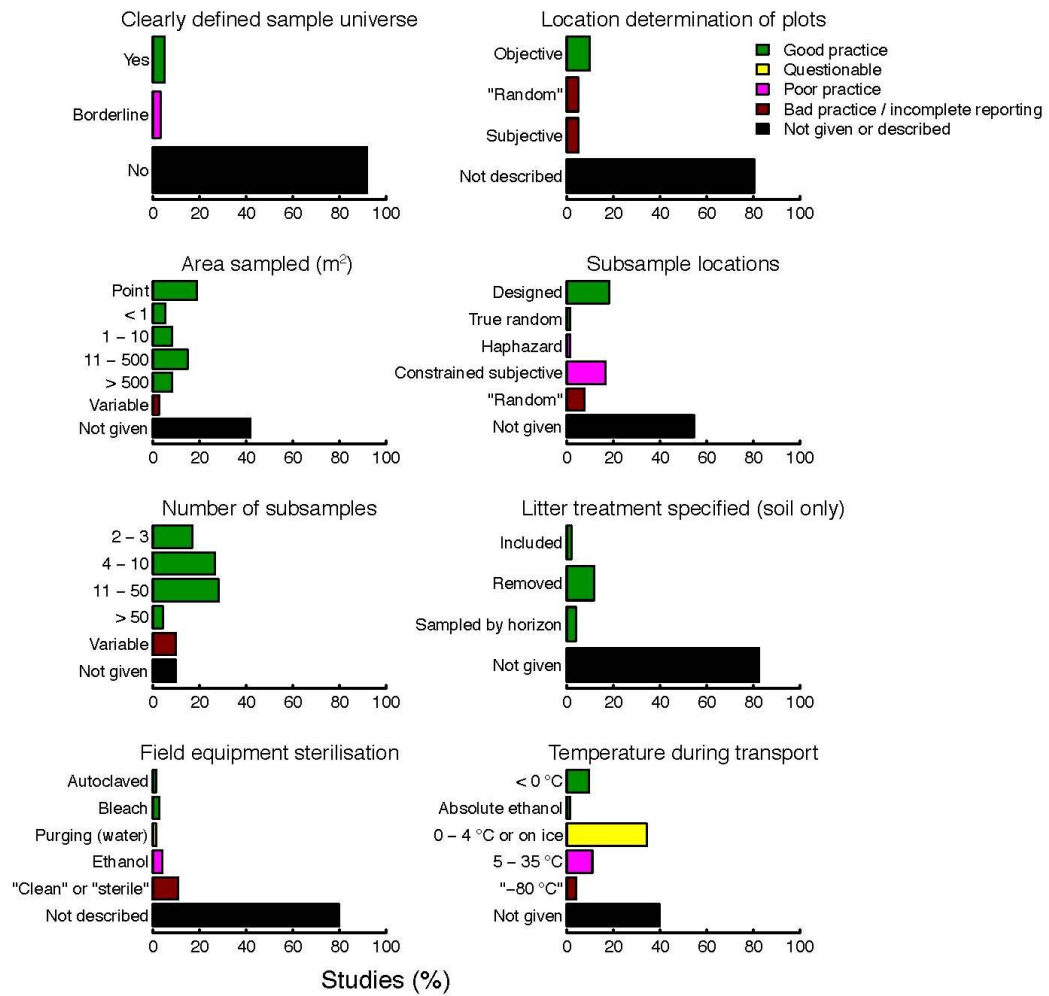 Clearly defined sample universe
Yes
Borderline
No
0 20 40 60 80 100
Location determination of plots
Objective
"Random"
Subjective
Not described
0 20 40 60 80 100
Good practice
Questionable
Poor practice
Bad practice / incomplete reporting
Not given or described
Area sampled (m²)
Point
< 1
1 – 10
11 – 500
> 500
Variable
Not given
0 20 40 60 80 100
Subsample locations
Designed
True random
Haphazard
Constrained subjective
"Random"
Not given
0 20 40 60 80 100
Number of subsamples
2 – 3
4 – 10
11 – 50
> 50
Variable
Not given
0 20 40 60 80 100
Litter treatment specified (soil only)
Included
Removed
Sampled by horizon
Not given
0 20 40 60 80 100
Field equipment sterilisation
Autoclaved
Bleach
Purging (water)
Ethanol
"Clean" or "sterile"
Not described
0 20 40 60 80 100
Temperature during transport
< 0 °C
Absolute ethanol
0 – 4 °C or on ice
5 – 35 °C
"–80 °C"
Not given
0 20 40 60 80 100
Studies (%)